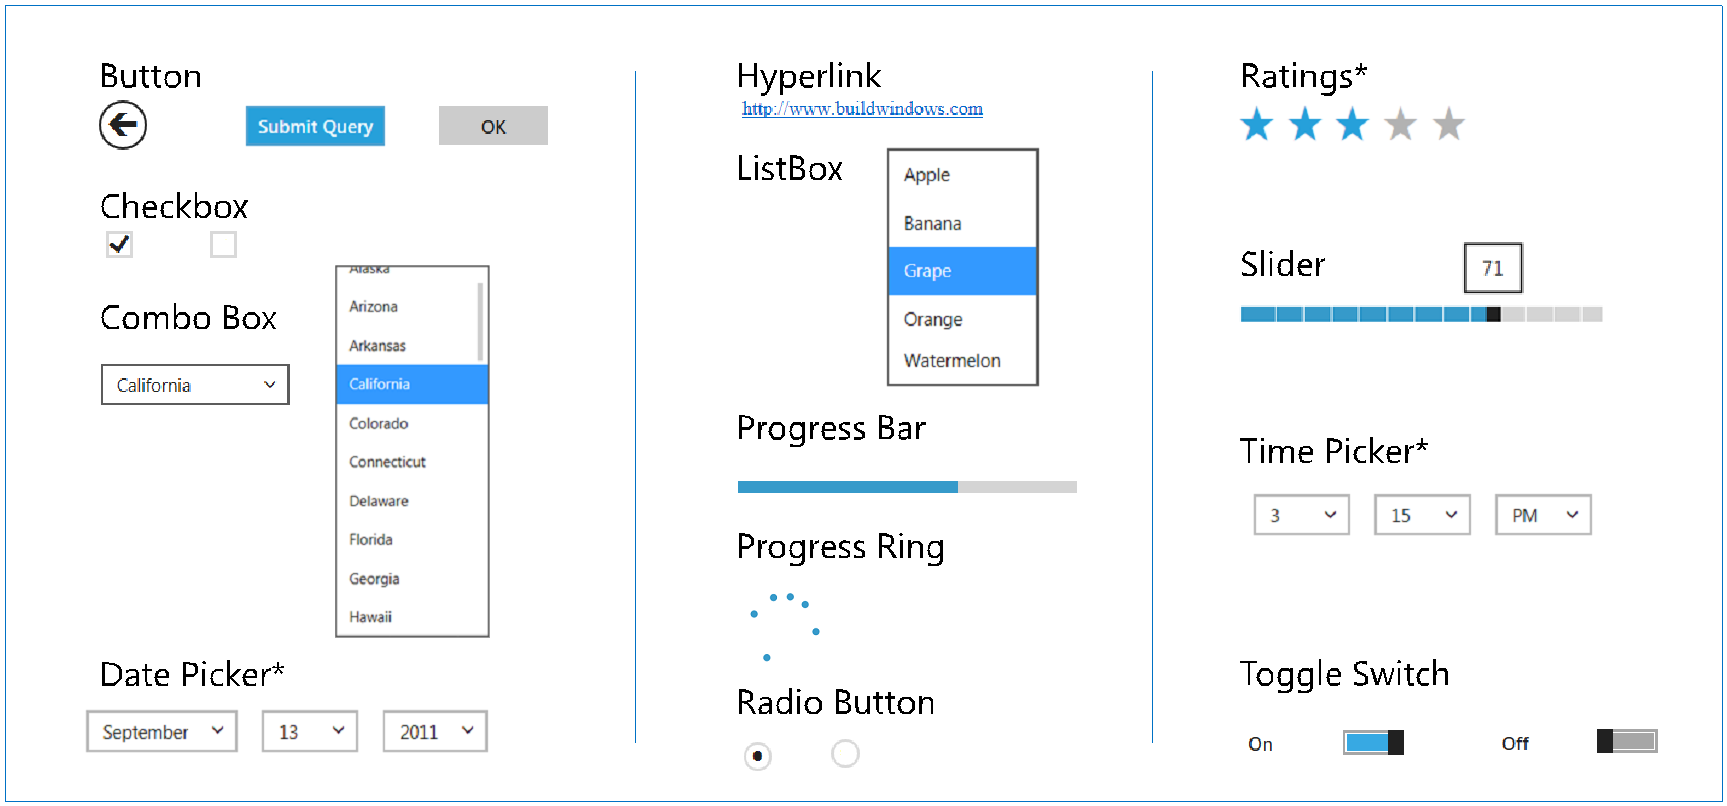 Button
Submit Query
OK
Checkbox
Combo Box
California
Alaska
Arizona
Arkansas
California
Colorado
Connecticut
Delaware
Florida
Georgia
Hawaii
Date Picker*
September 13 2011
Hyperlink
http://www.buildwindows.com
ListBox
Apple
Banana
Grape
Orange
Watermelon
Progress Bar
Progress Ring
Radio Button
Ratings*
Slider
71
Time Picker*
3 15 PM
Toggle Switch
On Off